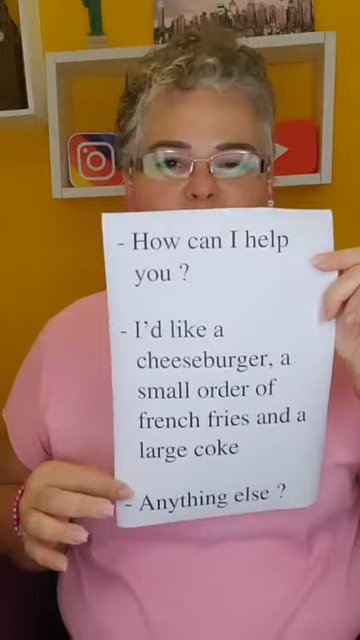 - How can I help
you ?
- I'd like a
cheeseburger, a
small order of
french fries and a
large coke
- Anything else ?